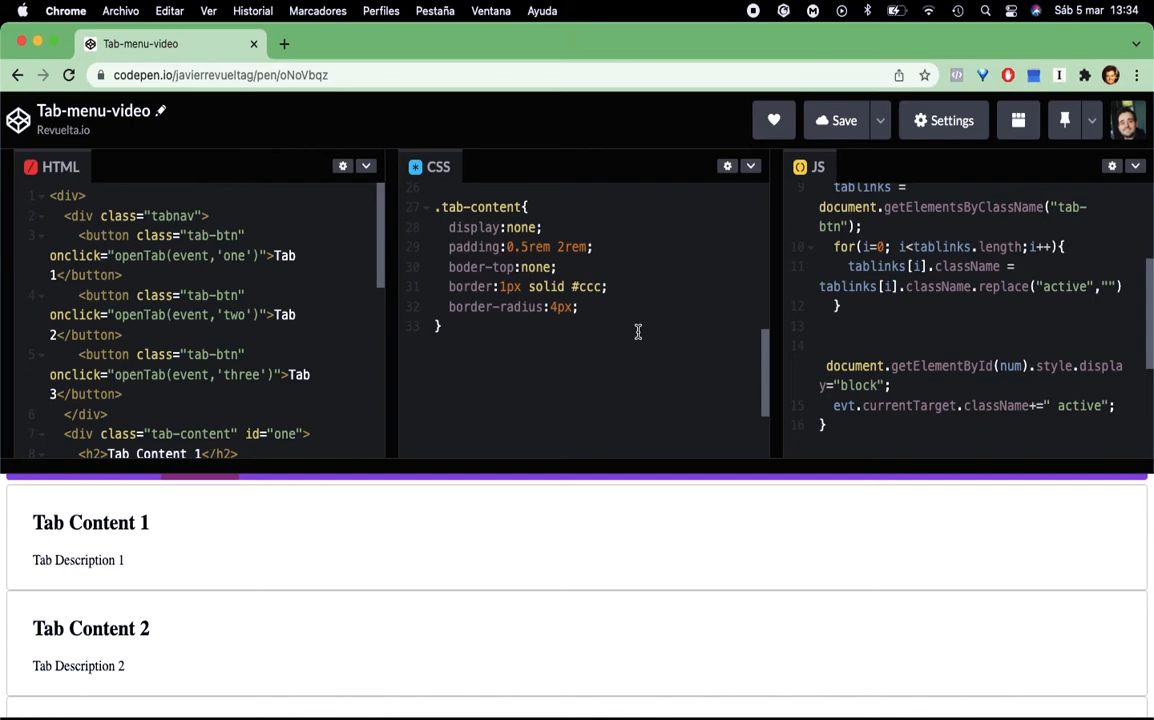 Chrome Archivo Editar Ver Historial Marcadores Perfiles Pestaña Ventana Ayuda Sáb 5 mar 13:34
Tab-menu-video
codepen.io/javierrevueltag/pen/oNoVbqz
Tab-menu-video
Revuelta.io
Save
Settings
HTML
1 <div>
2 <div class="tabnav">
3 <button class="tab-btn"
onclick="openTab(event,'one')">Tab
1</button>
4 <button class="tab-btn"
onclick="openTab(event,'two')">Tab
2</button>
5 <button class="tab-btn"
onclick="openTab(event,'three')">Tab
3</button>
6 </div>
7 <div class="tab-content" id="one">
8 <h2>Tab Content 1</h2>
CSS
26
27 .tab-content{
28 display:none;
29 padding:0.5rem 2rem;
30 boder-top:none;
31 border:1px solid #ccc;
32 border-radius:4px;
33 }
JS
9 tablinks =
document.getElementsByClassName("tab-
btn");
10 for(i=0; i<tablinks.length;i++){
11 tablinks[i].className =
tablinks[i].className.replace("active","")
12 }
13
14
document.getElementById(num).style.displa
y="block";
15 evt.currentTarget.className+=" active";
16 }
Tab Content 1
Tab Description 1
Tab Content 2
Tab Description 2